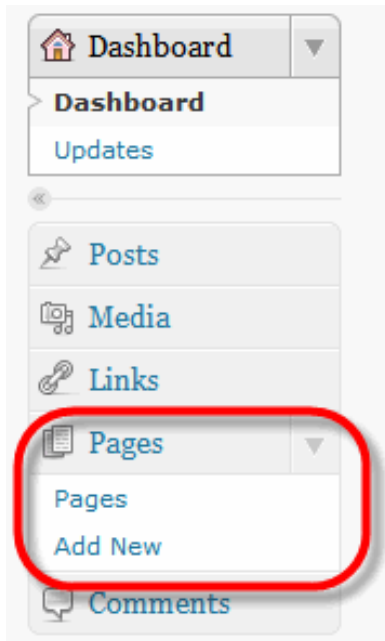 Dashboard
Dashboard
Updates
Posts
Media
Links
Pages
Pages
Add New
Comments